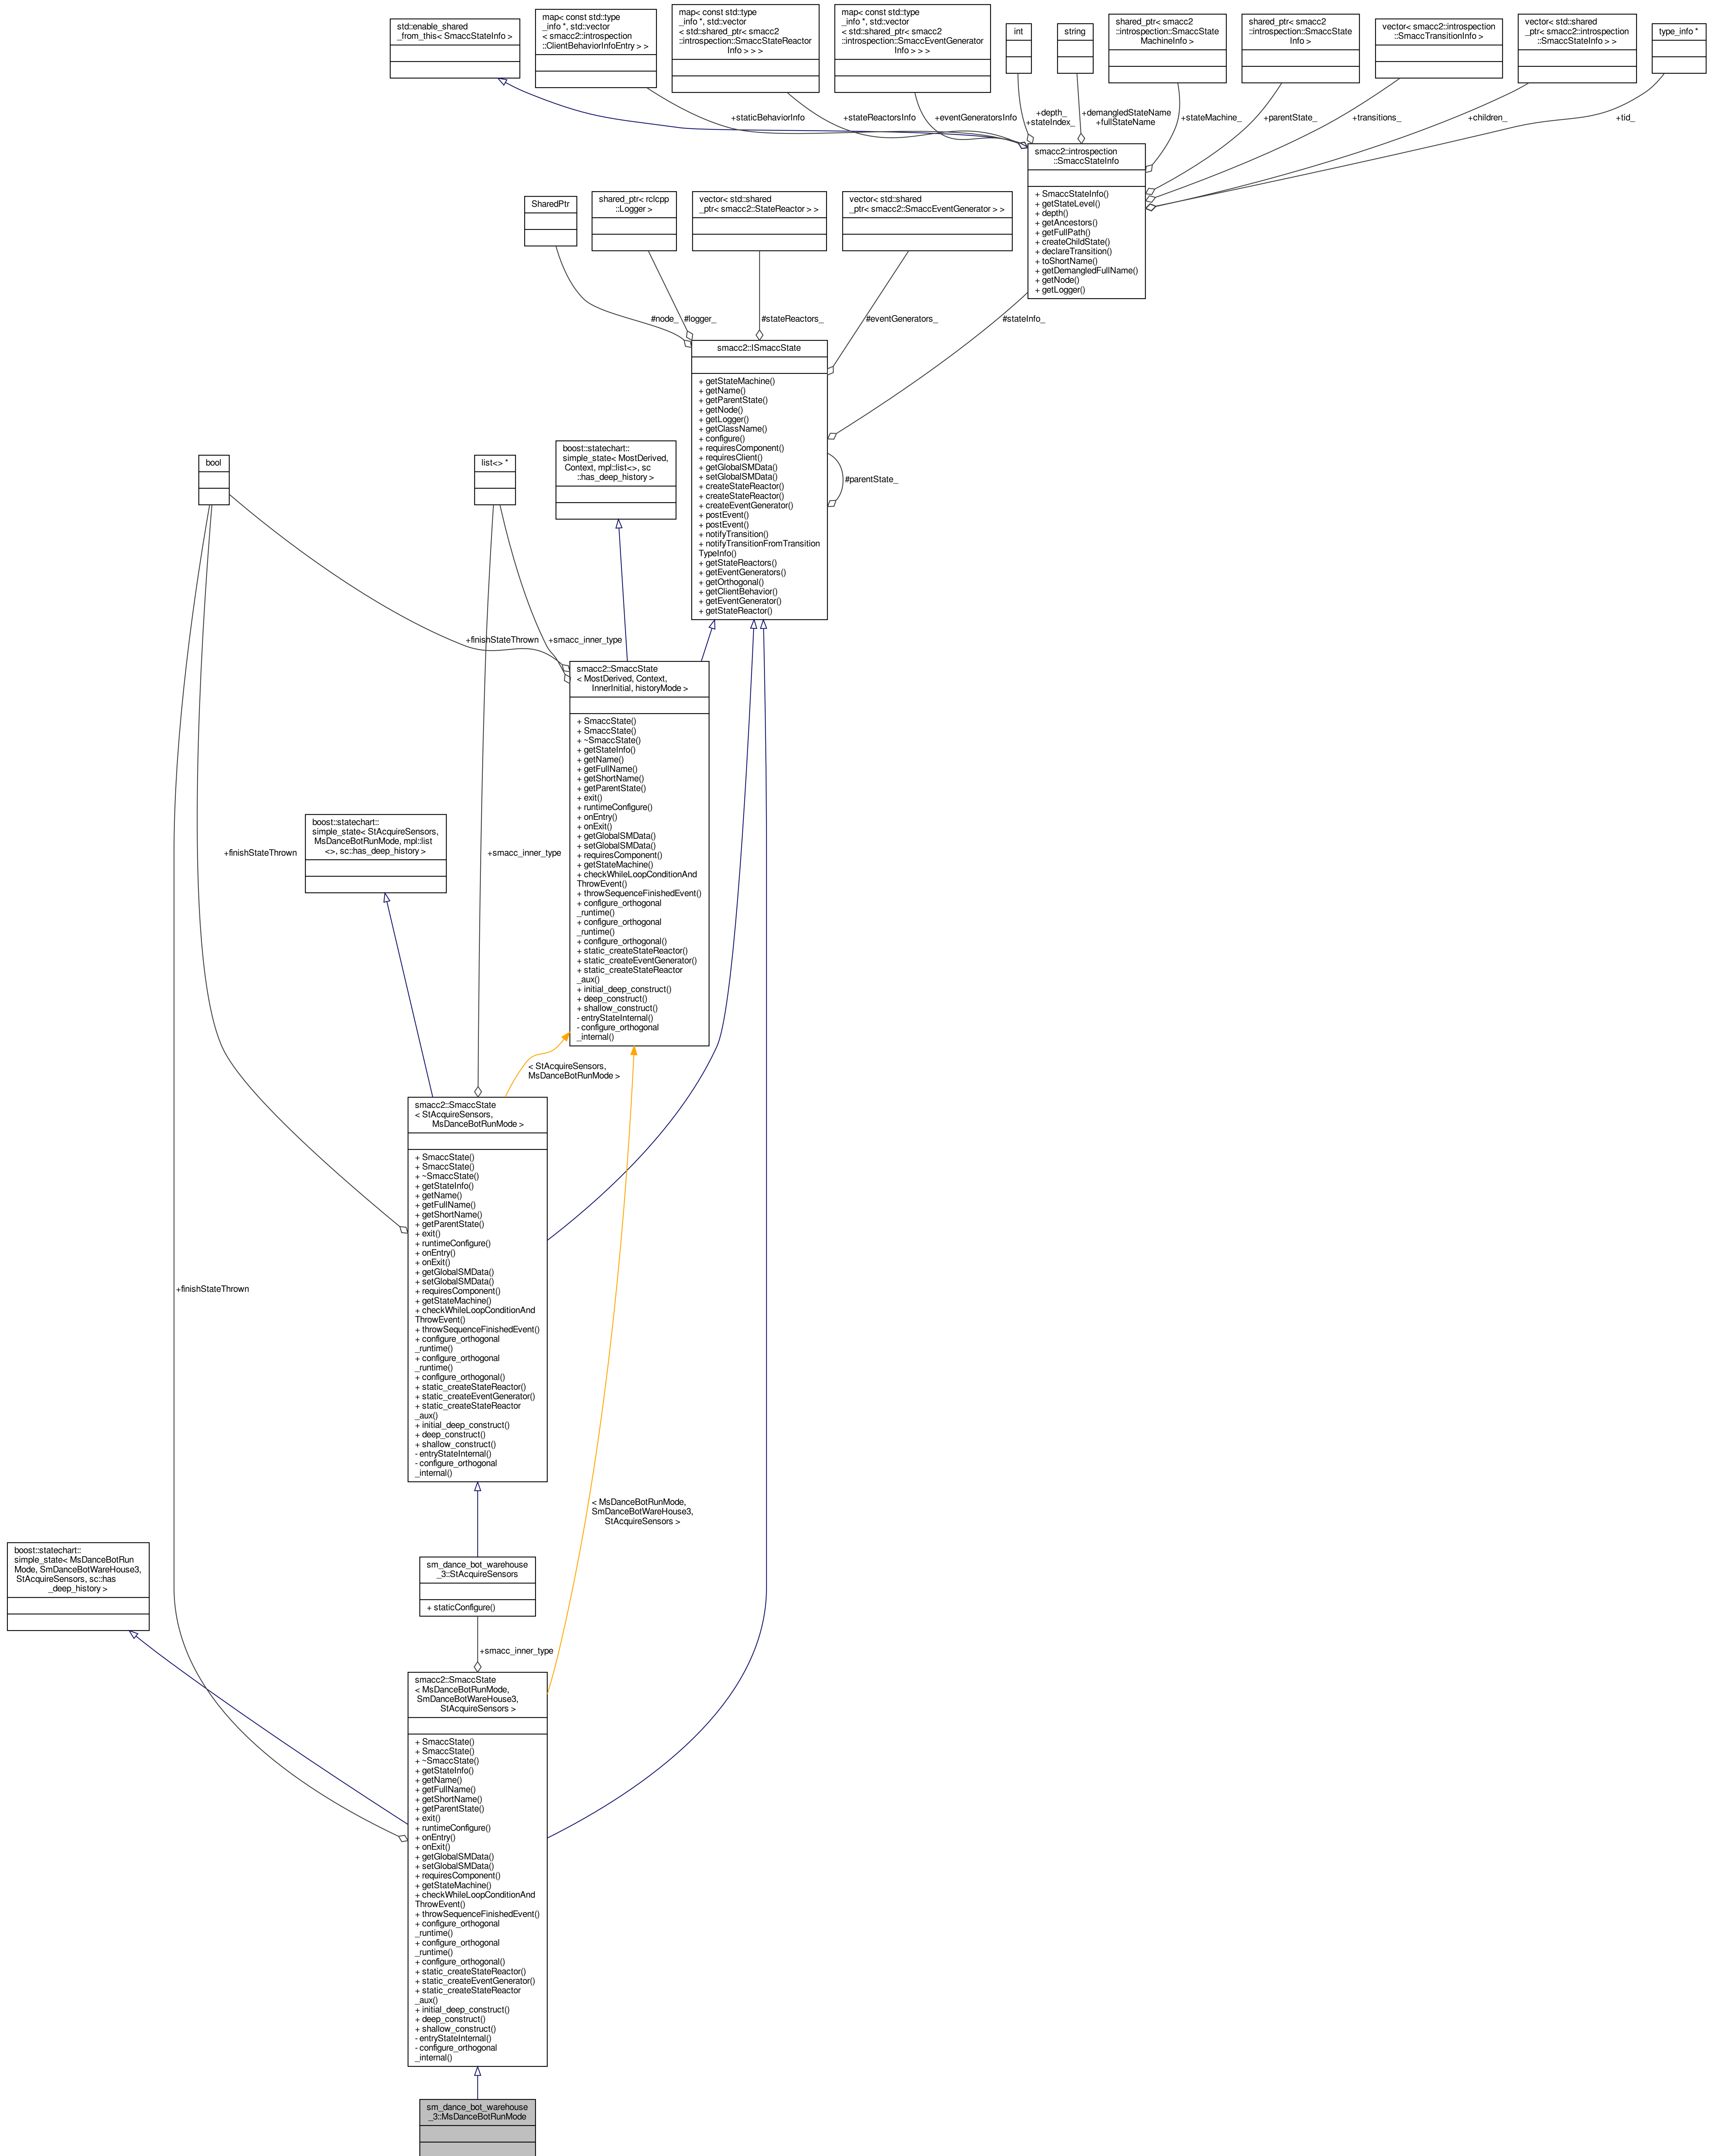 std::enable_shared
_from_this< SmaccStateInfo >
map< const std::type
_info *, std::vector
< smacc2::introspection
::ClientBehaviorInfoEntry > >
map< const std::type
_info *, std::vector
< std::shared_ptr< smacc2
::introspection::SmaccStateReactor
Info > > >
map< const std::type
_info *, std::vector
< std::shared_ptr< smacc2
::introspection::SmaccEventGenerator
Info > > >
int
string
shared_ptr< smacc2
::introspection::SmaccState
MachineInfo >
shared_ptr< smacc2
::introspection::SmaccState
Info >
vector< smacc2::introspection
::SmaccTransitionInfo >
vector< std::shared
_ptr< smacc2::introspection
::SmaccStateInfo > >
type_info *
+staticBehaviorInfo
+stateReactorsInfo
+eventGeneratorsInfo
+depth_
+stateIndex_
+demangledStateName
+fullStateName
+stateMachine_
+parentState_
+transitions_
+children_
+tid_
smacc2::introspection
::SmaccStateInfo
+ SmaccStateInfo()
+ getStateLevel()
+ depth()
+ getAncestors()
+ getFullPath()
+ createChildState()
+ declareTransition()
+ toShortName()
+ getDemangledFullName()
+ getNode()
+ getLogger()
SharedPtr
shared_ptr< rclcpp
::Logger >
vector< std::shared
_ptr< smacc2::StateReactor > >
vector< std::shared
_ptr< smacc2::SmaccEventGenerator > >
#node_
#logger_
#stateReactors_
#eventGenerators_
#stateInfo_
smacc2::ISmaccState
+ getStateMachine()
+ getName()
+ getParentState()
+ getNode()
+ getLogger()
+ getClassName()
+ configure()
+ requiresComponent()
+ requiresClient()
+ getGlobalSMData()
+ setGlobalSMData()
+ createStateReactor()
+ createStateReactor()
+ createEventGenerator()
+ postEvent()
+ postEvent()
+ notifyTransition()
+ notifyTransitionFromTransition
TypeInfo()
+ getStateReactors()
+ getEventGenerators()
+ getOrthogonal()
+ getClientBehavior()
+ getEventGenerator()
+ getStateReactor()
#parentState_
bool
list<> *
boost::statechart::
simple_state< MostDerived,
Context, mpl::list<>, sc
::has_deep_history >
+finishStateThrown
+smacc_inner_type
smacc2::SmaccState
< MostDerived, Context,
InnerInitial, historyMode >
+ SmaccState()
+ SmaccState()
+ ~SmaccState()
+ getStateInfo()
+ getName()
+ getFullName()
+ getShortName()
+ getParentState()
+ exit()
+ runtimeConfigure()
+ onEntry()
+ onExit()
+ getGlobalSMData()
+ setGlobalSMData()
+ requiresComponent()
+ getStateMachine()
+ checkWhileLoopConditionAnd
ThrowEvent()
+ throwSequenceFinishedEvent()
+ configure_orthogonal
_runtime()
+ configure_orthogonal
_runtime()
+ configure_orthogonal()
+ static_createStateReactor()
+ static_createEventGenerator()
+ static_createStateReactor
_aux()
+ initial_deep_construct()
+ deep_construct()
+ shallow_construct()
- entryStateInternal()
- configure_orthogonal
_internal()
boost::statechart::
simple_state< StAcquireSensors,
MsDanceBotRunMode, mpl::list
<>, sc::has_deep_history >
+finishStateThrown
+smacc_inner_type
< StAcquireSensors,
MsDanceBotRunMode >
smacc2::SmaccState
< StAcquireSensors,
MsDanceBotRunMode >
+ SmaccState()
+ SmaccState()
+ ~SmaccState()
+ getStateInfo()
+ getName()
+ getFullName()
+ getShortName()
+ getParentState()
+ exit()
+ runtimeConfigure()
+ onEntry()
+ onExit()
+ getGlobalSMData()
+ setGlobalSMData()
+ requiresComponent()
+ getStateMachine()
+ checkWhileLoopConditionAnd
ThrowEvent()
+ throwSequenceFinishedEvent()
+ configure_orthogonal
_runtime()
+ configure_orthogonal
_runtime()
+ configure_orthogonal()
+ static_createStateReactor()
+ static_createEventGenerator()
+ static_createStateReactor
_aux()
+ initial_deep_construct()
+ deep_construct()
+ shallow_construct()
- entryStateInternal()
- configure_orthogonal
_internal()
+finishStateThrown
< MsDanceBotRunMode,
SmDanceBotWareHouse3,
StAcquireSensors >
boost::statechart::
simple_state< MsDanceBotRun
Mode, SmDanceBotWareHouse3,
StAcquireSensors, sc::has
_deep_history >
sm_dance_bot_warehouse
_3::StAcquireSensors
+ staticConfigure()
+smacc_inner_type
smacc2::SmaccState
< MsDanceBotRunMode,
SmDanceBotWareHouse3,
StAcquireSensors >
+ SmaccState()
+ SmaccState()
+ ~SmaccState()
+ getStateInfo()
+ getName()
+ getFullName()
+ getShortName()
+ getParentState()
+ exit()
+ runtimeConfigure()
+ onEntry()
+ onExit()
+ getGlobalSMData()
+ setGlobalSMData()
+ requiresComponent()
+ getStateMachine()
+ checkWhileLoopConditionAnd
ThrowEvent()
+ throwSequenceFinishedEvent()
+ configure_orthogonal
_runtime()
+ configure_orthogonal
_runtime()
+ configure_orthogonal()
+ static_createStateReactor()
+ static_createEventGenerator()
+ static_createStateReactor
_aux()
+ initial_deep_construct()
+ deep_construct()
+ shallow_construct()
- entryStateInternal()
- configure_orthogonal
_internal()
sm_dance_bot_warehouse
_3::MsDanceBotRunMode